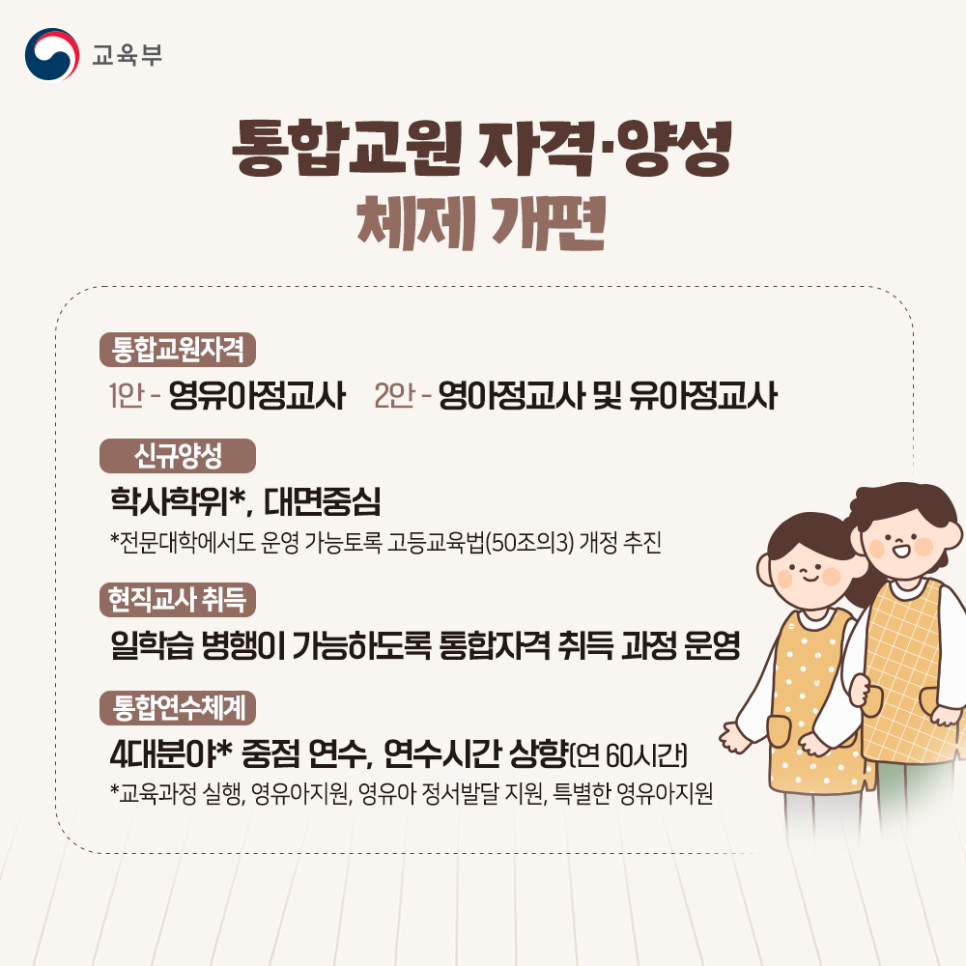 교육부
통합교원 자격·양성
체제 개편
통합교원자격
1안 - 영유아정교사 2안 - 영아정교사 및 유아정교사
신규양성
학사학위*, 대면중심
*전문대학에서도 운영 가능토록 고등교육법(50조의3) 개정 추진
현직교사 취득
일학습 병행이 가능하도록 통합자격 취득 과정 운영
통합연수체계
4대분야* 중점 연수, 연수시간 상향(연 60시간)
*교육과정 실행, 영유아지원, 영유아 정서발달 지원, 특별한 영유아지원